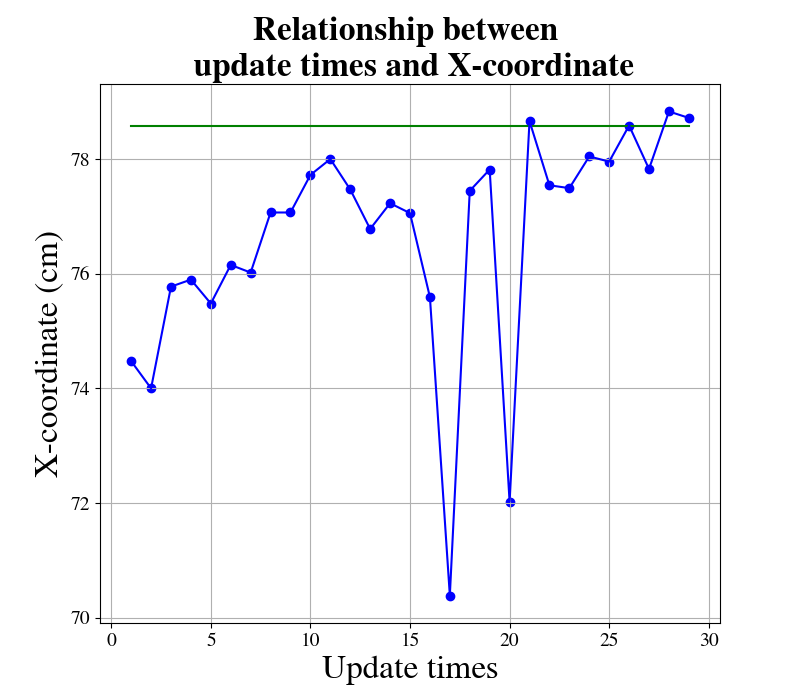 Relationship between
update times and X-coordinate
X-coordinate (cm)
78
76
74
72
70
0 5 10 15 20 25 30
Update times